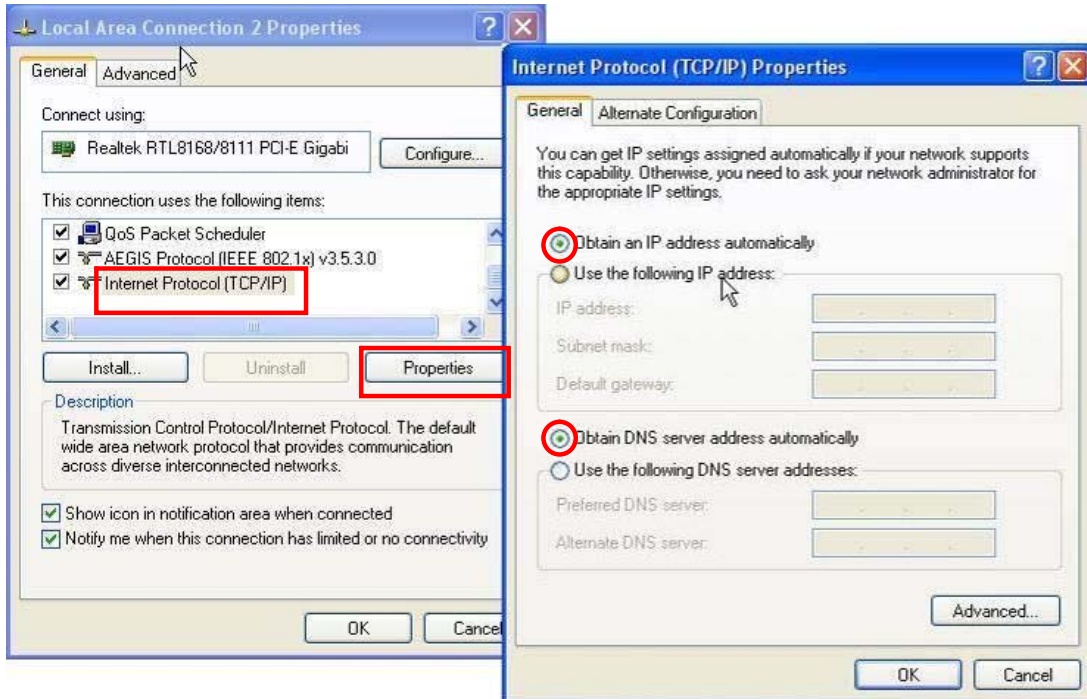 Local Area Connection 2 Properties
General
Advanced
Connect using:
Realtek RTL8168/8111 PCI-E Gigabi
Configure...
This connection uses the following items:
QoS Packet Scheduler
AEGIS Protocol (IEEE 802.1x) v3.5.3.0
Internet Protocol (TCP/IP)
Install...
Uninstall
Properties
Description
Transmission Control Protocol/Internet Protocol. The default
wide area network protocol that provides communication
across diverse interconnected networks.
Show icon in notification area when connected
Notify me when this connection has limited or no connectivity
OK
Cancel
Internet Protocol (TCP/IP) Properties
General
Alternate Configuration
You can get IP settings assigned automatically if your network supports
this capability. Otherwise, you need to ask your network administrator for
the appropriate IP settings.
Obtain an IP address automatically
Use the following IP address:
IP address:
Subnet mask:
Default gateway:
Obtain DNS server address automatically
Use the following DNS server addresses:
Preferred DNS server:
Alternate DNS server:
Advanced...
OK
Cancel